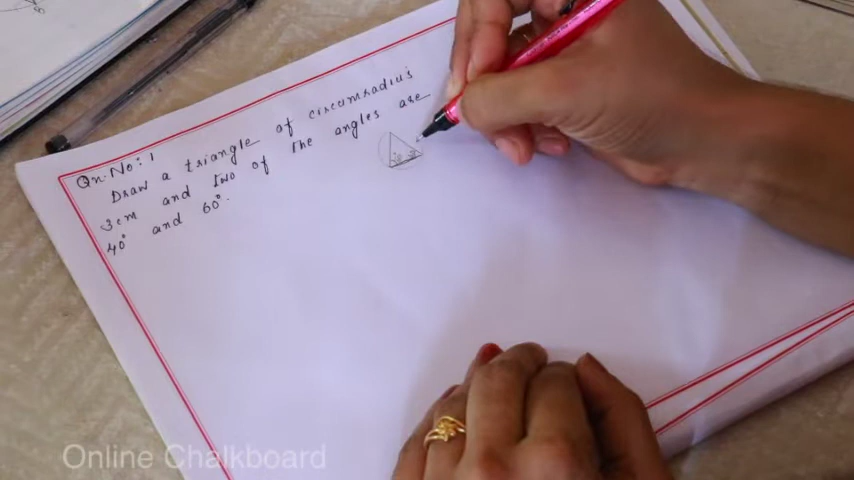 Qn. No: 1
Draw a triangle of circumradius
3cm and two of the angles are
40° and 60°.
Online Chalkboard